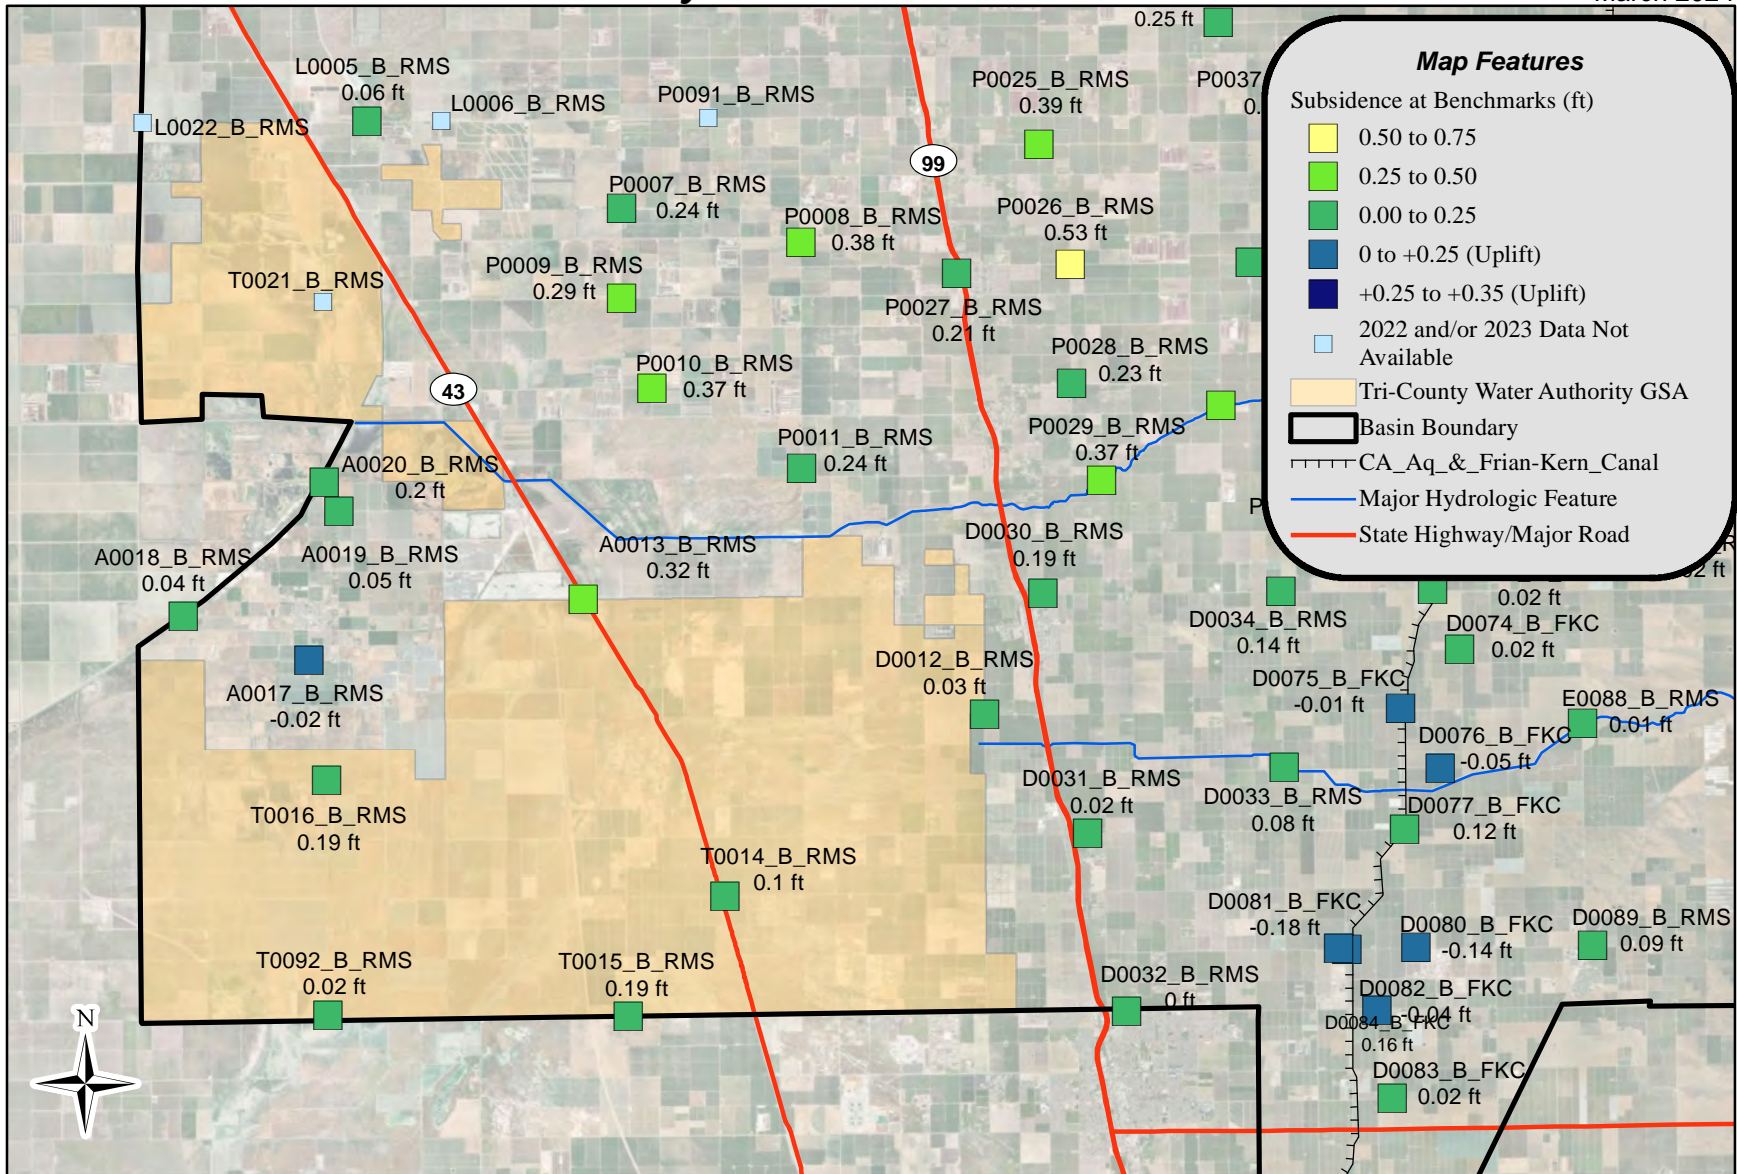 0.25 ft
L0005_B_RMS
0.06 ft
L0006_B_RMS
L0022_B_RMS
P0091_B_RMS
P0025_B_RMS
0.39 ft
P0037
0.
99
P0007_B_RMS
0.24 ft
P0008_B_RMS
0.38 ft
P0026_B_RMS
0.53 ft
P0009_B_RMS
0.29 ft
T0021_B_RMS
P0027_B_RMS
0.21 ft
P0028_B_RMS
0.23 ft
P0010_B_RMS
0.37 ft
43
P0029_B_RMS
0.37 ft
P0011_B_RMS
0.24 ft
A0020_B_RMS
0.2 ft
A0018_B_RMS
0.04 ft
A0019_B_RMS
0.05 ft
A0013_B_RMS
0.32 ft
D0030_B_RMS
0.19 ft
P
Map Features
Subsidence at Benchmarks (ft)
0.50 to 0.75
0.25 to 0.50
0.00 to 0.25
0 to +0.25 (Uplift)
+0.25 to +0.35 (Uplift)
2022 and/or 2023 Data Not
Available
Tri-County Water Authority GSA
Basin Boundary
CA_Aq_&_Frian-Kern_Canal
Major Hydrologic Feature
State Highway/Major Road
0.02 ft
D0034_B_RMS
0.14 ft
D0074_B_FKC
0.02 ft
A0017_B_RMS
-0.02 ft
D0012_B_RMS
0.03 ft
D0075_B_FKC
-0.01 ft
E0088_B_RMS
0.01 ft
D0076_B_FKC
-0.05 ft
D0031_B_RMS
0.02 ft
D0033_B_RMS
0.08 ft
D0077_B_FKC
0.12 ft
T0016_B_RMS
0.19 ft
T0014_B_RMS
0.1 ft
D0081_B_FKC
-0.18 ft
D0080_B_FKC
-0.14 ft
D0089_B_RMS
0.09 ft
T0092_B_RMS
0.02 ft
T0015_B_RMS
0.19 ft
D0032_B_RMS
0 ft
D0082_B_FKC
-0.04 ft
D0084_B_FKC
0.16 ft
D0083_B_FKC
0.02 ft
N